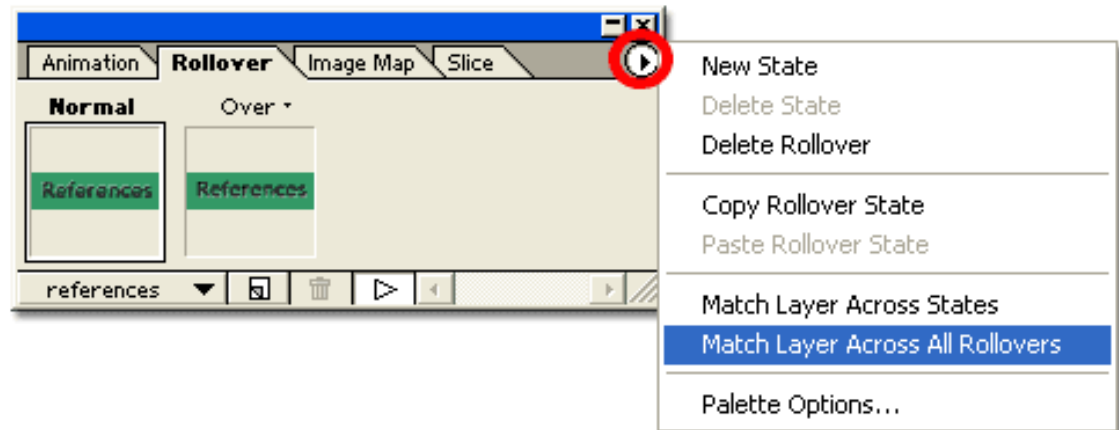 Animation Rollover Image Map Slice
Normal Over
References References
references
New State
Delete State
Delete Rollover
Copy Rollover State
Paste Rollover State
Match Layer Across States
Match Layer Across All Rollovers
Palette Options...